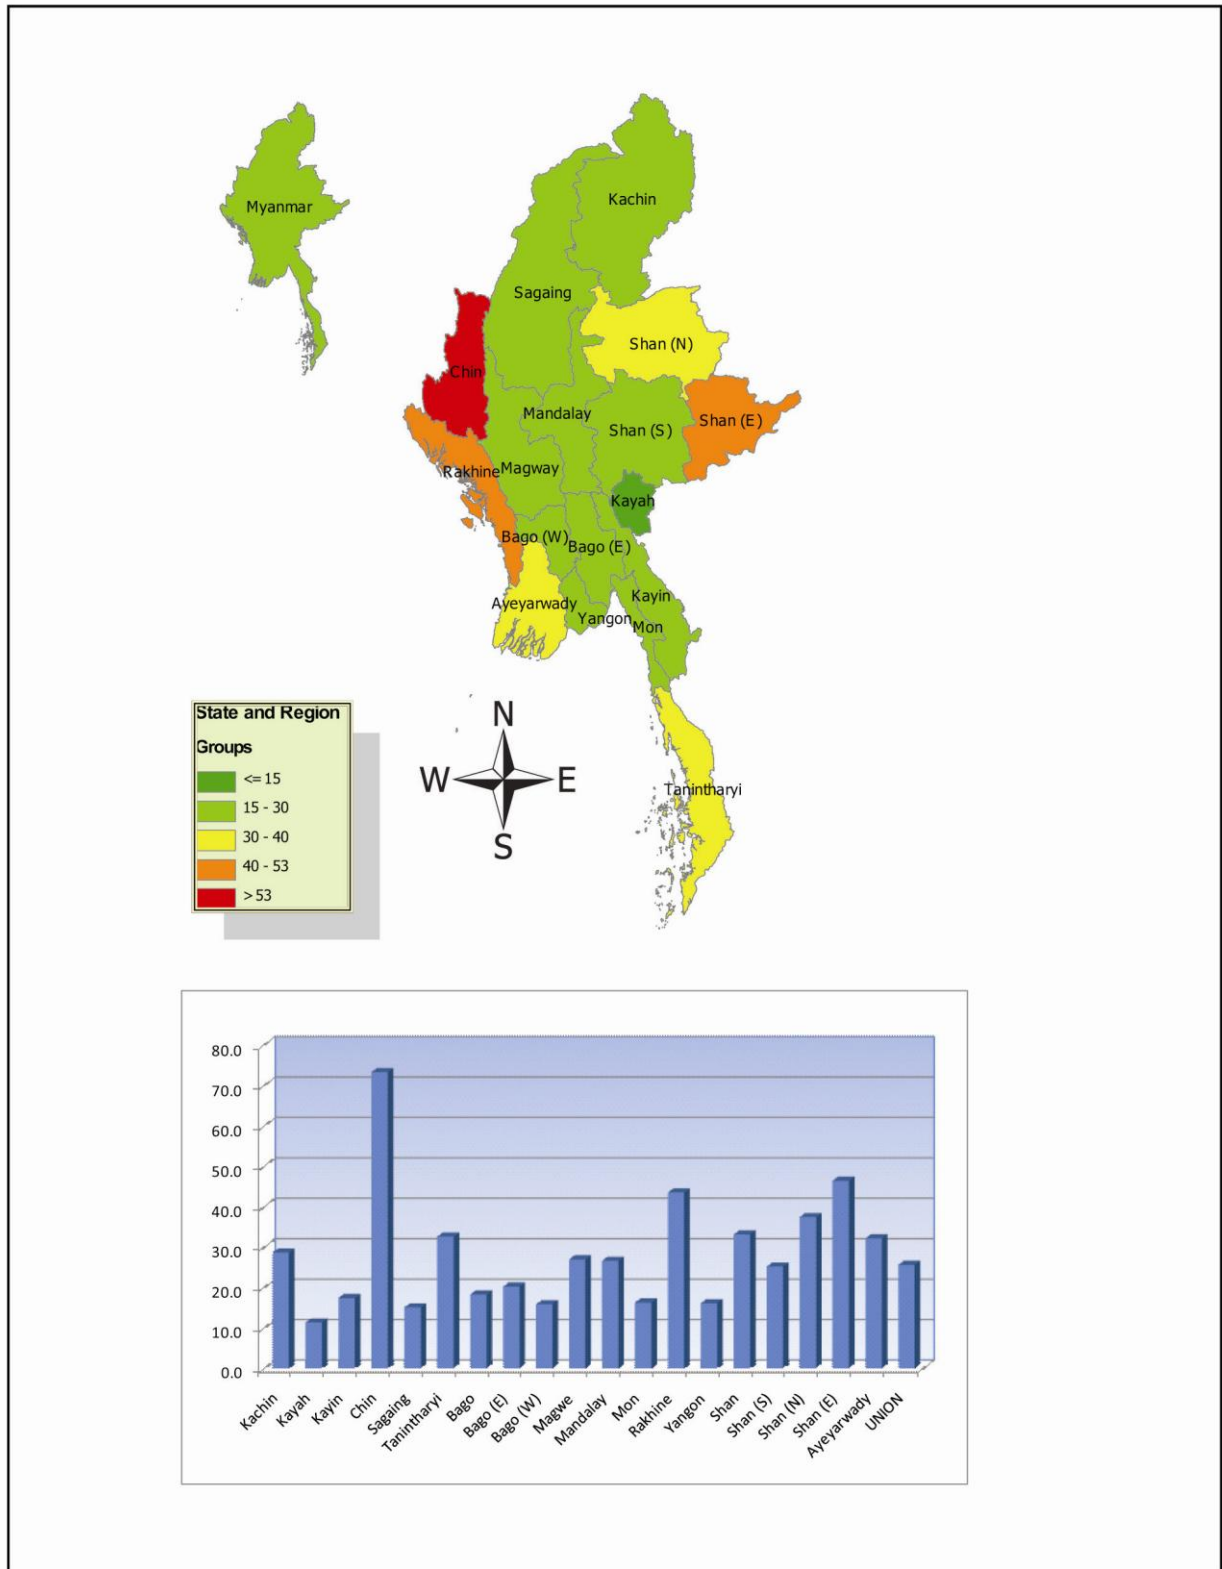 Myanmar
Kachin
Sagaing
Shan (N)
Chin
Mandalay
Shan (E)
Shan (S)
Rakhine
Magway
Kayah
Bago (W)
Bago (E)
Ayeyarwady
Kayin
Yangon
Mon
Tanintharyi
State and Region
Groups
<= 15
15 - 30
30 - 40
40 - 53
> 53
N
W E
S
80.0
70.0
60.0
50.0
40.0
30.0
20.0
10.0
0.0
Kachin
Kayah
Kayin
Chin
Sagaing
Tanintharyi
Bago
Bago (E)
Bago (W)
Magwe
Mandalay
Mon
Rakhine
Yangon
Shan
Shan (S)
Shan (N)
Shan (E)
Ayeyarwady
UNION